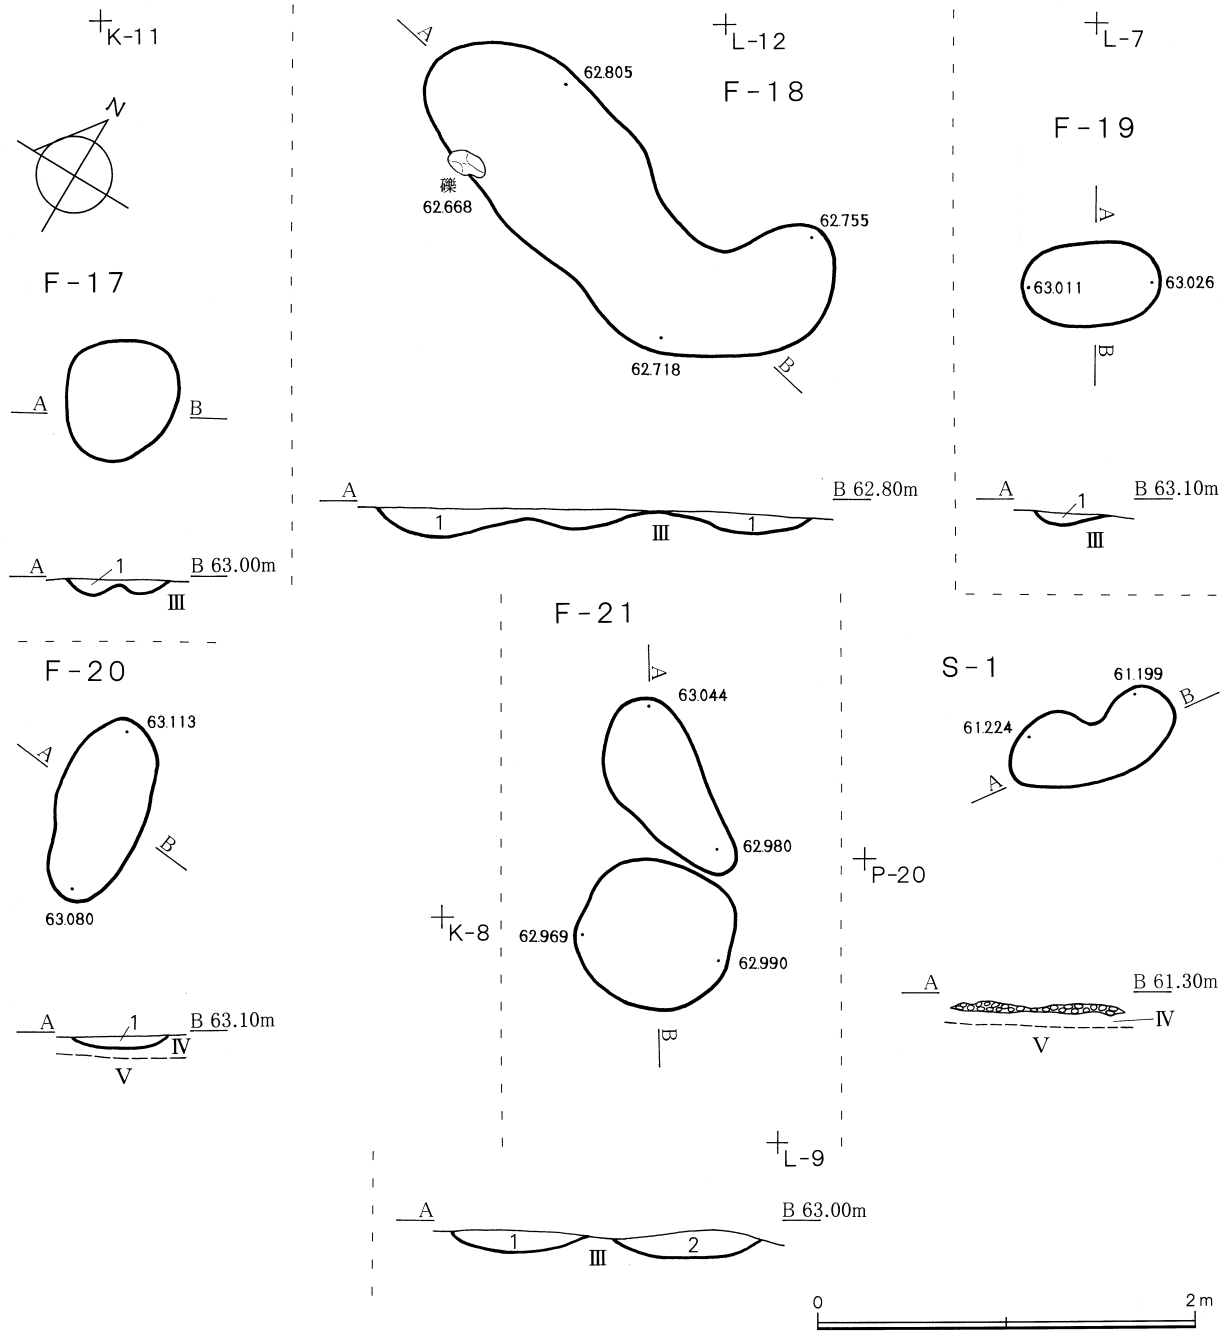 K-11
N
F-17
A
B
A
1
B 63.00m
Ⅲ
A
L-12
F-18
62.805
礫
62.668
62.755
62.718
B
A
B 62.80m
1
1
Ⅲ
L-7
F-19
A
63.011
63.026
B
A
1
B 63.10m
Ⅲ
F-20
63.113
A
B
63.080
A
1
B 63.10m
Ⅳ
Ⅴ
F-21
A
63.044
62.980
K-8
62.969
62.990
B
L-9
A
B 63.00m
1
2
Ⅲ
S-1
61.199
B
61.224
A
P-20
A
B 61.30m
Ⅳ
Ⅴ
0
2m